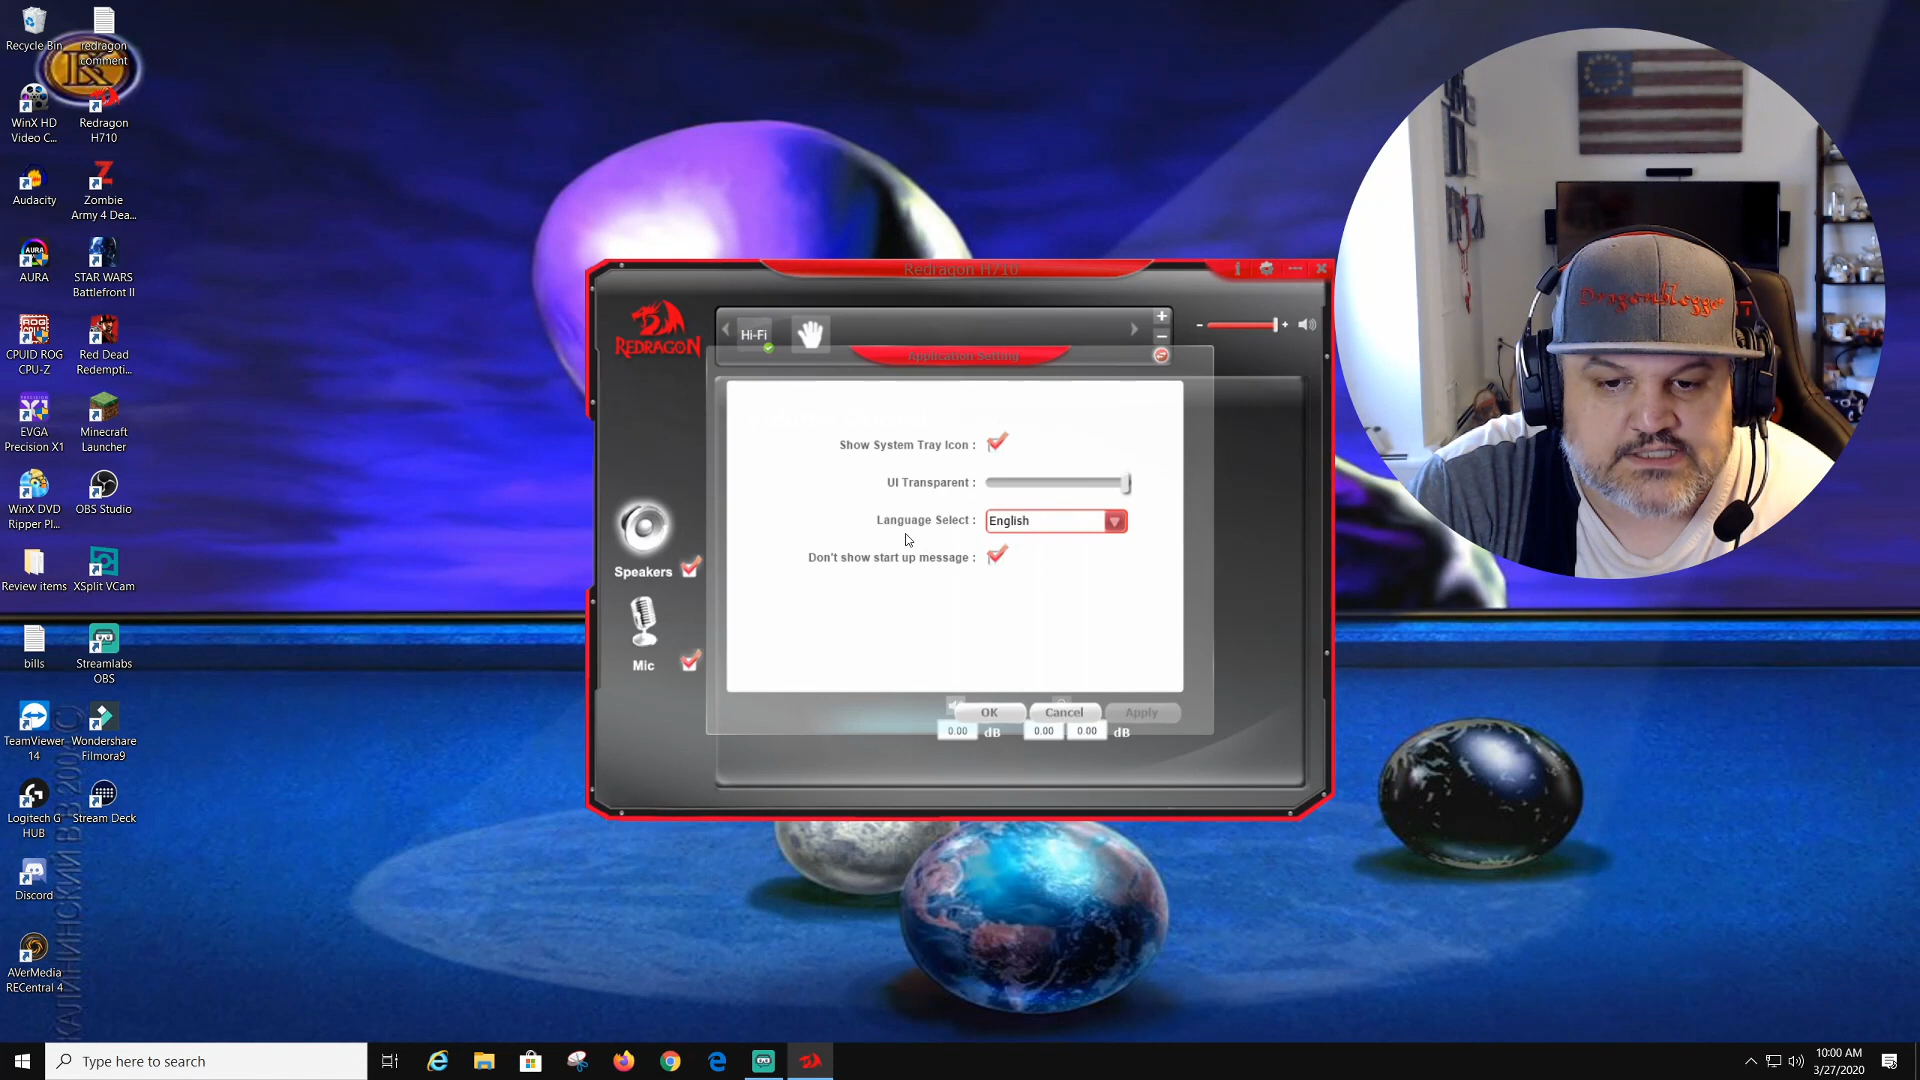 Recycle Bin
redragon
comment
WinX HD
Video C...
Redragon
H710
Audacity
Zombie
Army 4 Dea...
AURA
AURA
STAR WARS
Battlefront II
CPUID ROG
CPU-Z
Red Dead
Redempti...
EVGA
Precision X1
Minecraft
Launcher
WinX DVD
Ripper Pl...
OBS Studio
Review items
XSplit VCam
bills
Streamlabs
OBS
TeamViewer
14
Wondershare
Filmora9
Logitech G
HUB
Stream Deck
Discord
AVerMedia
RECentral 4
Redragon H710
REDRAGON
Hi-Fi
Application Setting
Show System Tray Icon :
UI Transparent :
Language Select :
English
Don't show start up message :
Speakers
Mic
OK
Cancel
Apply
0.00 dB
0.00 0.00 dB
Dragonblogger
Type here to search
10:00 AM
3/27/2020